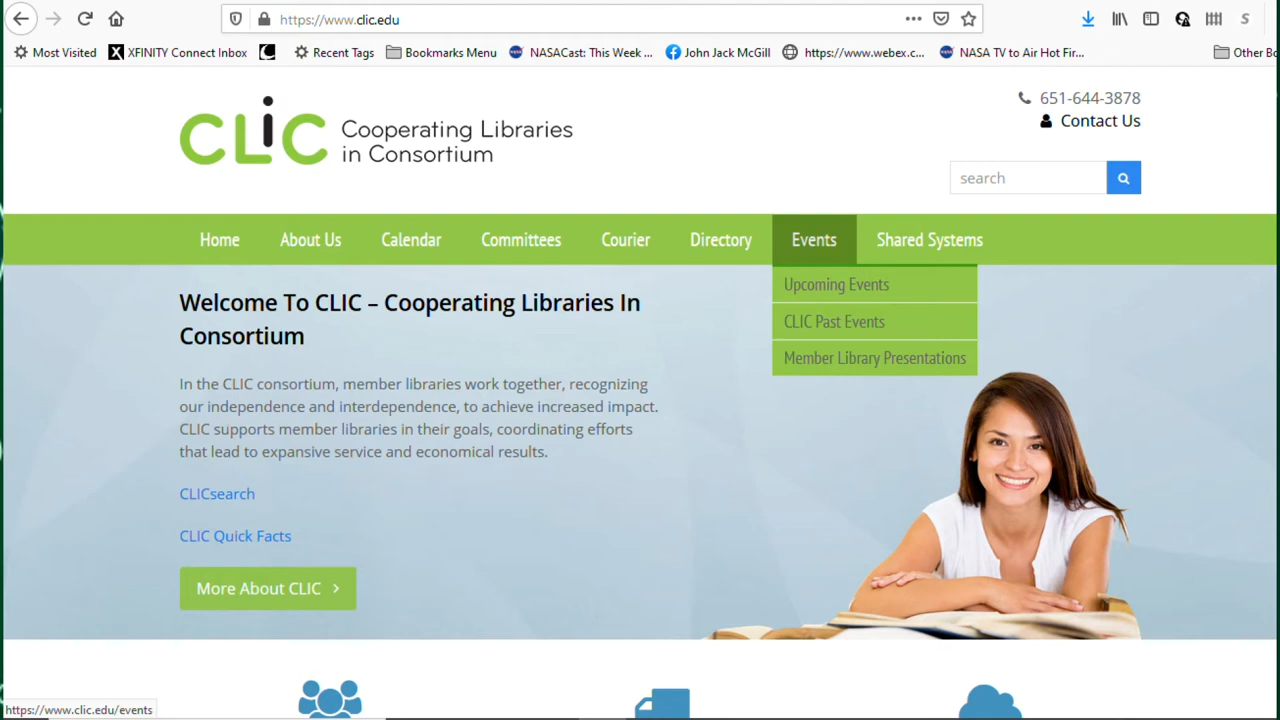 https://www.clic.edu
Most Visited XFINITY Connect Inbox Recent Tags Bookmarks Menu NASACast: This Week ... John Jack McGill https://www.webex.c... NASA TV to Air Hot Fir... Other Bo
651-644-3878
Contact Us
CLiC Cooperating Libraries
in Consortium
search
Home About Us Calendar Committees Courier Directory Events Shared Systems
Upcoming Events
CLIC Past Events
Member Library Presentations
Welcome To CLIC – Cooperating Libraries In
Consortium
In the CLIC consortium, member libraries work together, recognizing
our independence and interdependence, to achieve increased impact.
CLIC supports member libraries in their goals, coordinating efforts
that lead to expansive service and economical results.
CLICsearch
CLIC Quick Facts
More About CLIC
https://www.clic.edu/events